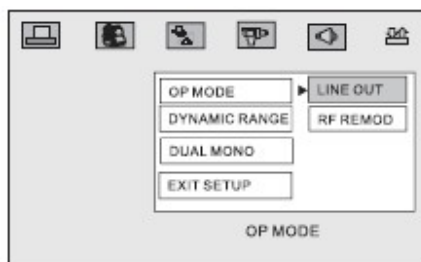 OP MODE
LINE OUT
DYNAMIC RANGE
RF REMOD
DUAL MONO
EXIT SETUP
OP MODE